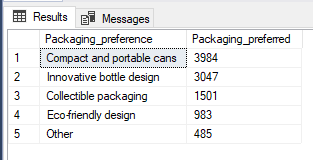 Results Messages
Packaging_preference Packaging_preferred
1 Compact and portable cans 3984
2 Innovative bottle design 3047
3 Collectible packaging 1501
4 Eco-friendly design 983
5 Other 485